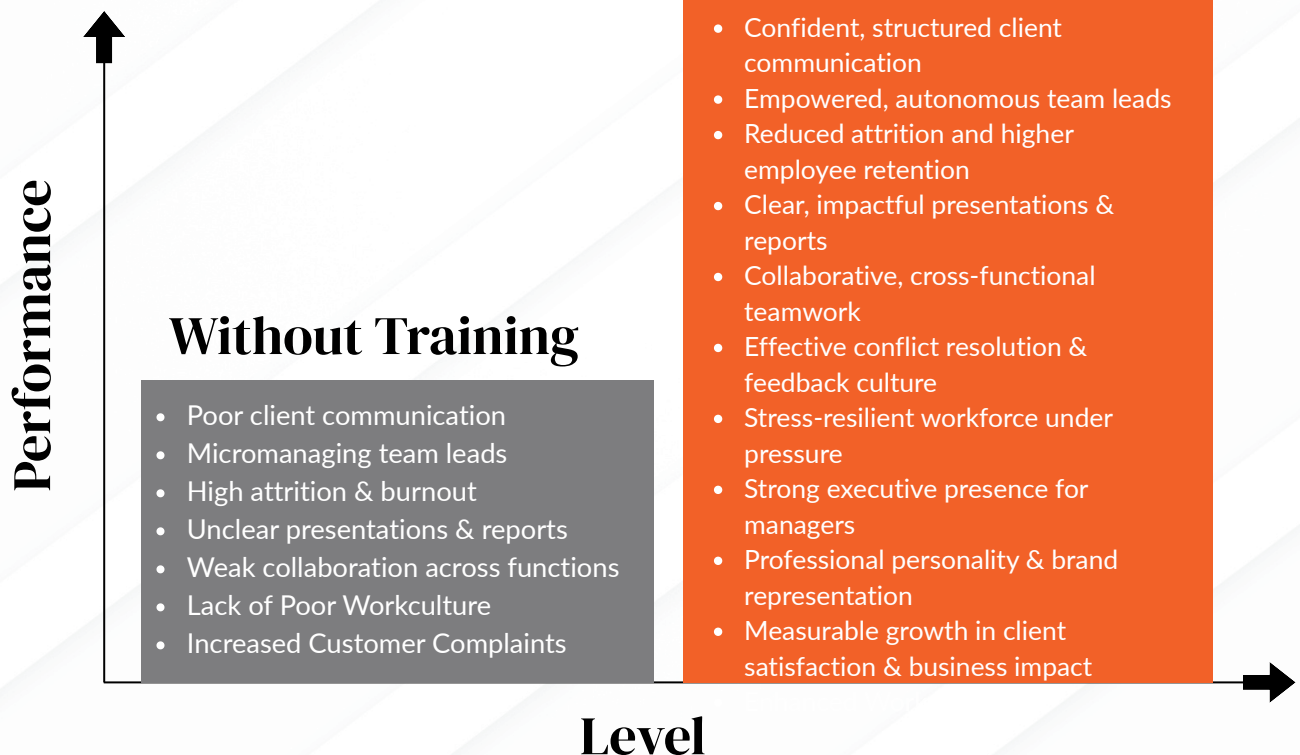 Performance
Without Training
• Poor client communication
• Micromanaging team leads
• High attrition & burnout
• Unclear presentations & reports
• Weak collaboration across functions
• Lack of Poor Workculture
• Increased Customer Complaints
• Confident, structured client
communication
• Empowered, autonomous team leads
• Reduced attrition and higher
employee retention
• Clear, impactful presentations &
reports
• Collaborative, cross-functional
teamwork
• Effective conflict resolution &
feedback culture
• Stress-resilient workforce under
pressure
• Strong executive presence for
managers
• Professional personality & brand
representation
• Measurable growth in client
satisfaction & business impact
Level